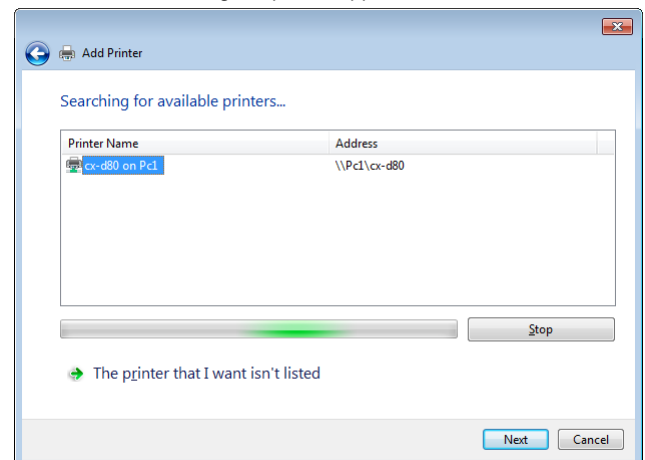 Add Printer
Searching for available printers...
Printer Name Address
cx-d80 on Pc1 \\Pc1\cx-d80
Stop
The printer that I want isn't listed
Next Cancel